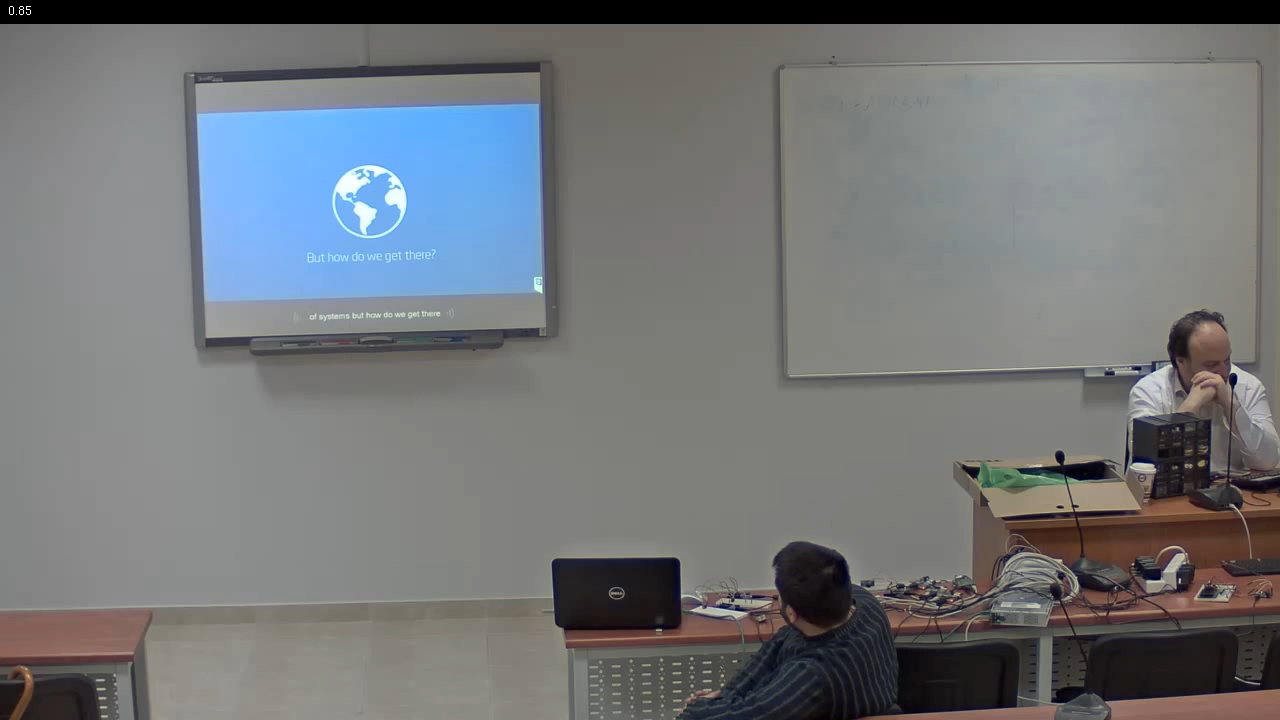 0.85
But how do we get there?
of systems but how do we get there
DELL